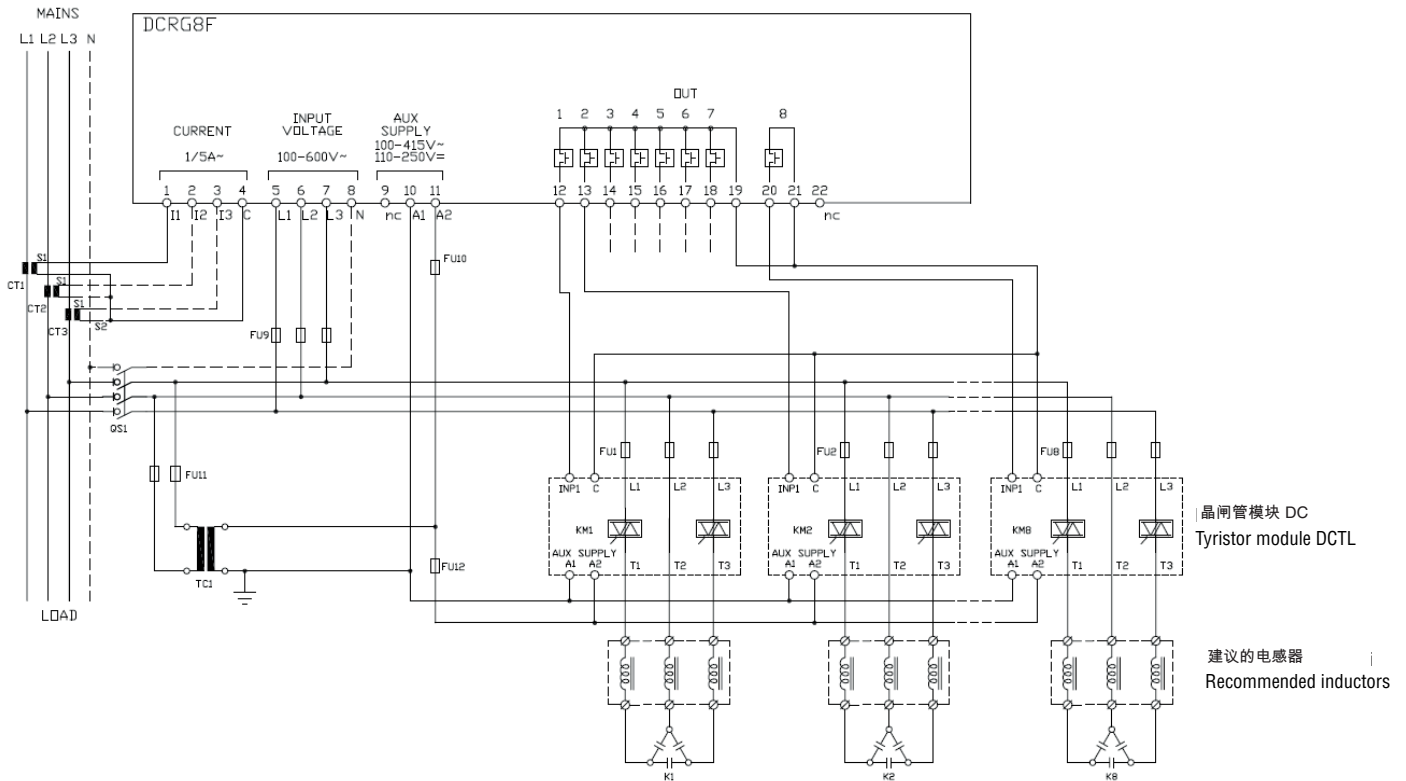 MAINS
L1 L2 L3 N
DCRG8F
OUT
1 2 3 4 5 6 7 8
CURRENT
1/5A~
INPUT
VOLTAGE
100-600V~
AUX
SUPPLY
100-415V~
110-250V=
1 2 3 4 5 6 7 8 9 10 11 12 13 14 15 16 17 18 19 20 21 22
I1 I2 I3 C L1 L2 L3 N nc A1 A2 nc
S1
CT1
S1
CT2
S1
CT3
S2
FU10
FU9
QS1
FU11
FU1 FU2 FU8
INP1 C L1 L2 L3
INP1 C L1 L2 L3
INP1 C L1 L2 L3
KM1 KM2 KM8
晶闸管模块 DC
Tyristor module DCTL
AUX SUPPLY
A1 A2 T1 T2 T3
AUX SUPPLY
A1 A2 T1 T2 T3
AUX SUPPLY
A1 A2 T1 T2 T3
FU12
TC1
LOAD
建议的电感器
Recommended inductors
K1 K2 K8